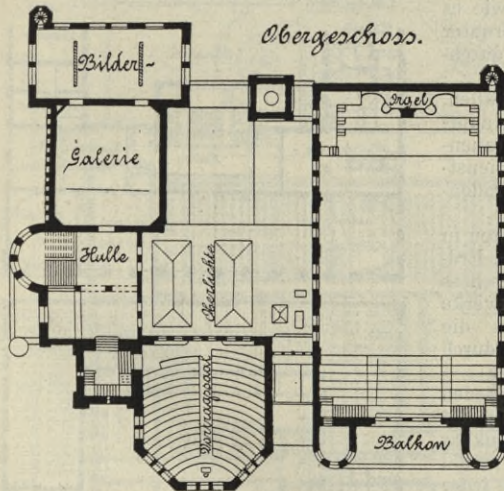 Obergeschoss.
Bilder-
Orgel
Galerie
Halle
Oberlichte
Vortragssaal
Balkon